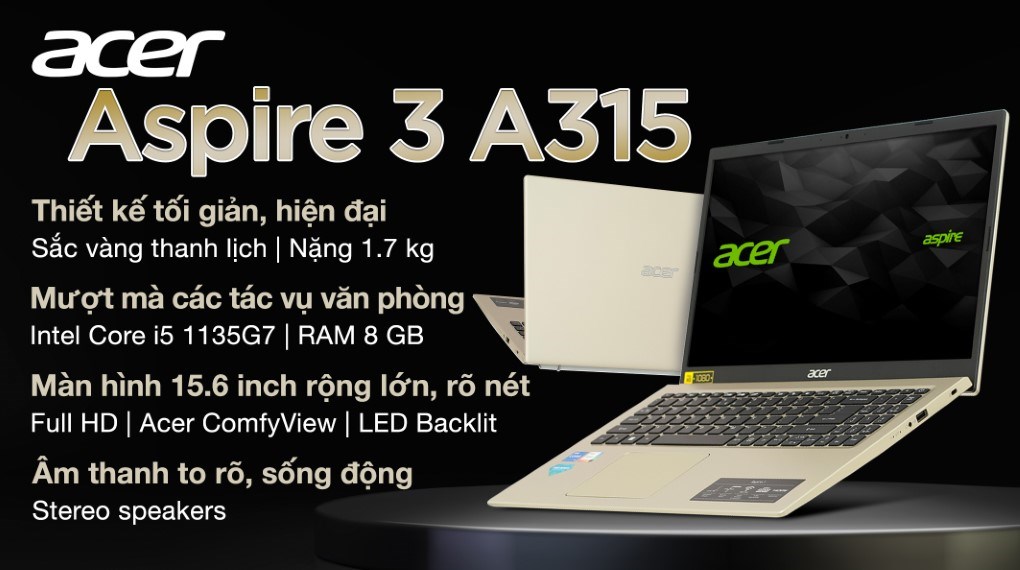 acer
Aspire 3 A315
Thiết kế tối giản, hiện đại
Sắc vàng thanh lịch | Nặng 1.7 kg
Mượt mà các tác vụ văn phòng
Intel Core i5 1135G7 | RAM 8 GB
Màn hình 15.6 inch rộng lớn, rõ nét
Full HD | Acer ComfyView | LED Backlit
Âm thanh to rõ, sống động
Stereo speakers
acer
acer
aspire
1080
acer